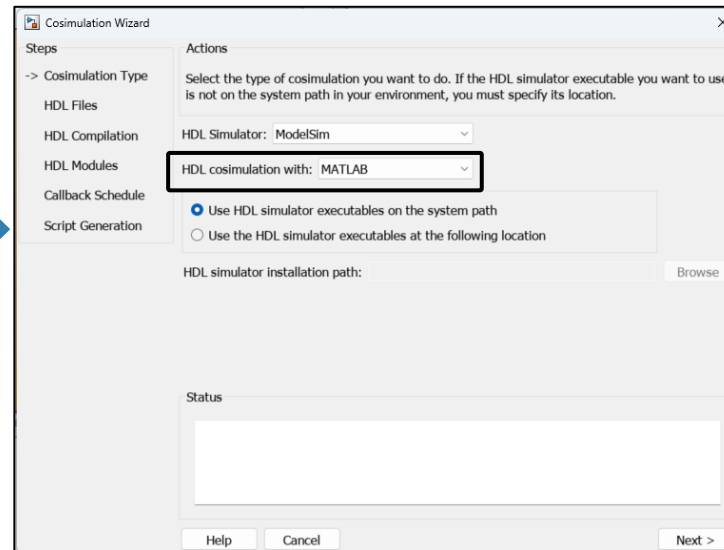 Cosimulation Wizard
Steps
-> Cosimulation Type
HDL Files
HDL Compilation
HDL Modules
Callback Schedule
Script Generation
Actions
Select the type of cosimulation you want to do. If the HDL simulator executable you want to use
is not on the system path in your environment, you must specify its location.
HDL Simulator: ModelSim
HDL cosimulation with: MATLAB
Use HDL simulator executables on the system path
Use the HDL simulator executables at the following location
HDL simulator installation path:
Browse
Status
Help Cancel Next >